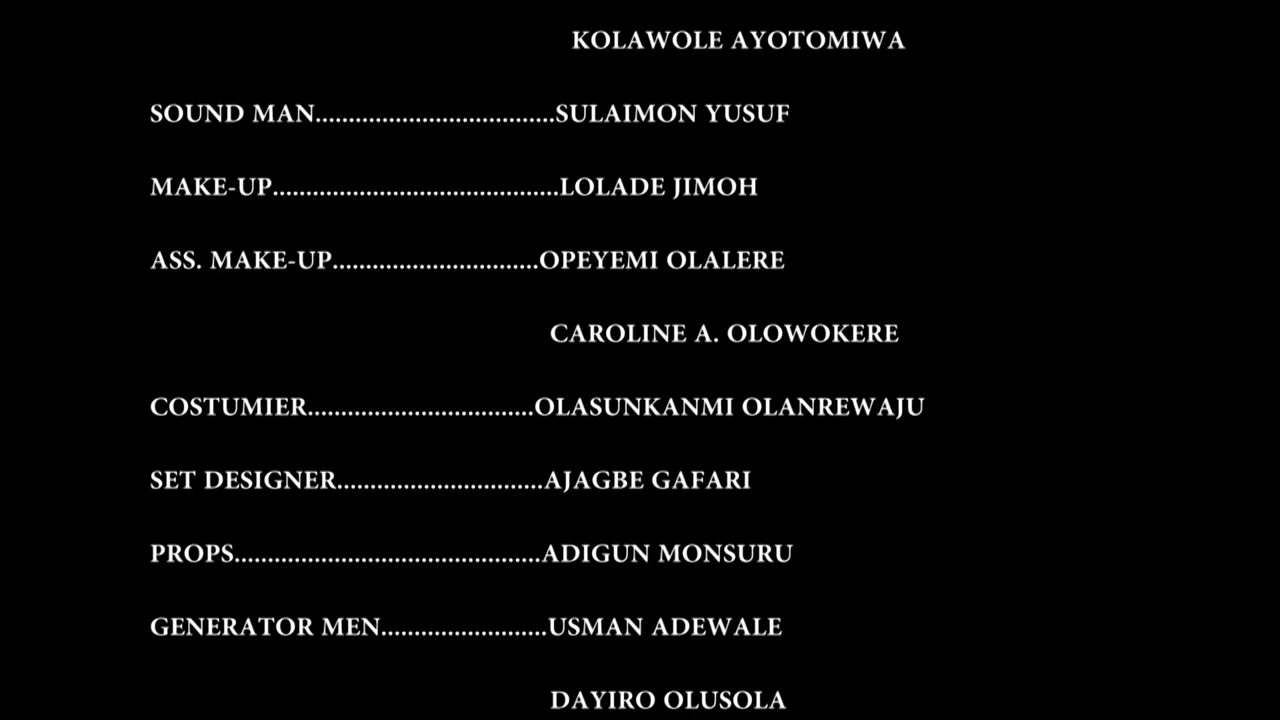 KOLAWOLE AYOTOMIWA
SOUND MAN....................................SULAIMON YUSUF
MAKE-UP...........................................LOLADE JIMOH
ASS. MAKE-UP...............................OPEYEMI OLALERE
CAROLINE A. OLOWOKERE
COSTUMIER..................................OLASUNKANMI OLANREWAJU
SET DESIGNER...............................AJAGBE GAFARI
PROPS..............................................ADIGUN MONSURU
GENERATOR MEN.........................USMAN ADEWALE
DAYIRO OLUSOLA